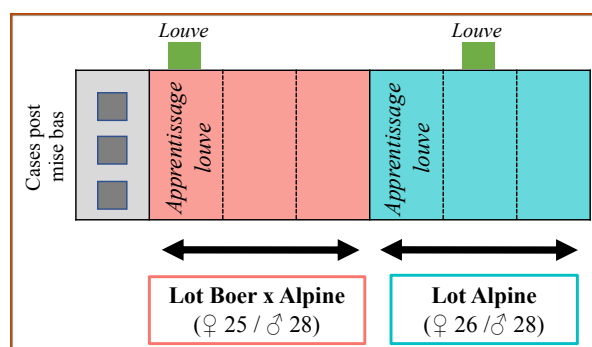 Louve
Louve
Cases post
mise bas
Apprentissage
louve
Apprentissage
louve
Lot Boer x Alpine
(♀ 25 / ♂ 28)
Lot Alpine
(♀ 26 /♂ 28)